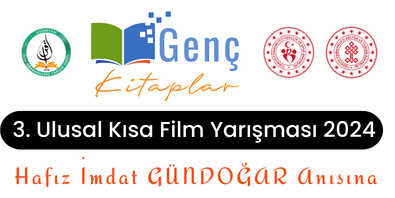 Genç
Kitaplar
3. Ulusal Kısa Film Yarışması 2024
Hafız İmdat GÜNDOĞAR Anısına